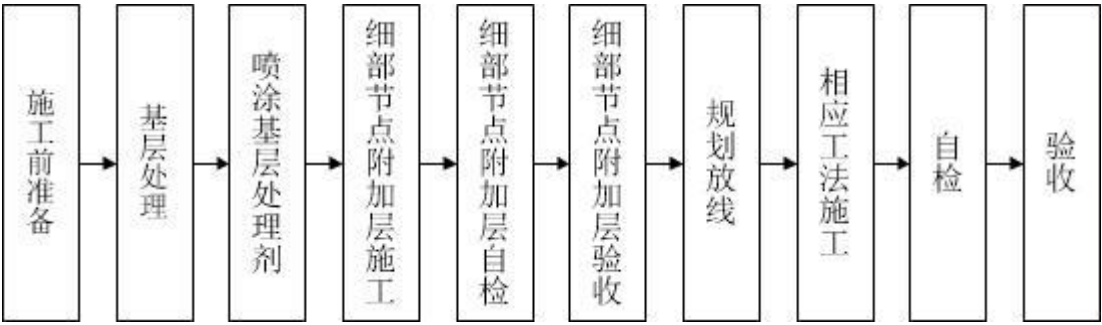 施工前准备
基层处理
喷涂基层处理剂
细部节点附加层施工
细部节点附加层自检
细部节点附加层验收
规划放线
相应工法施工
自检
验收